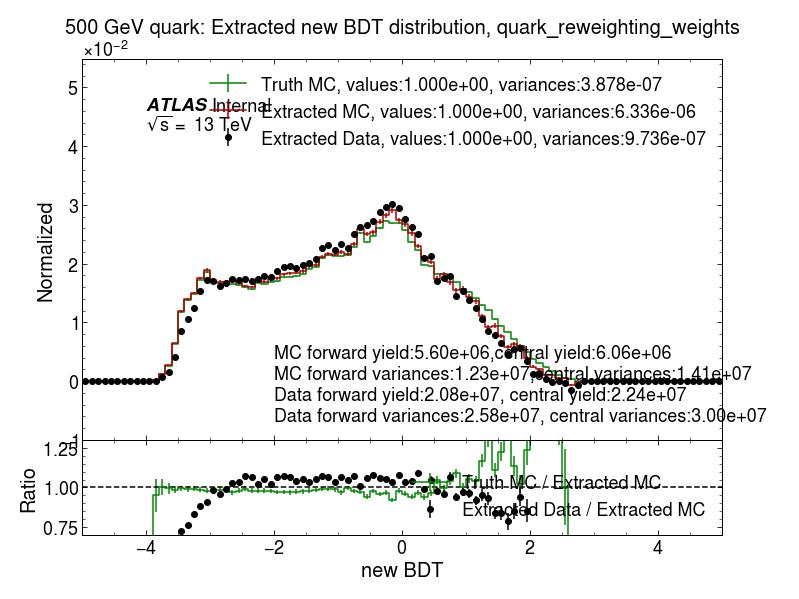 500 GeV quark: Extracted new BDT distribution, quark_reweighting_weights
×10⁻²
Truth MC, values:1.000e+00, variances:3.878e-07
ATLAS Internal
Extracted MC, values:1.000e+00, variances:6.336e-06
√s = 13 TeV
Extracted Data, values:1.000e+00, variances:9.736e-07
5
4
3
2
1
0
−1
Normalized
MC forward yield:5.60e+06,central yield:6.06e+06
MC forward variances:1.23e+07,central variances:1.41e+07
Data forward yield:2.08e+07, central yield:2.24e+07
Data forward variances:2.58e+07, central variances:3.00e+07
1.25
1.00
0.75
Ratio
Truth MC / Extracted MC
Extracted Data / Extracted MC
−4 −2 0 2 4
new BDT